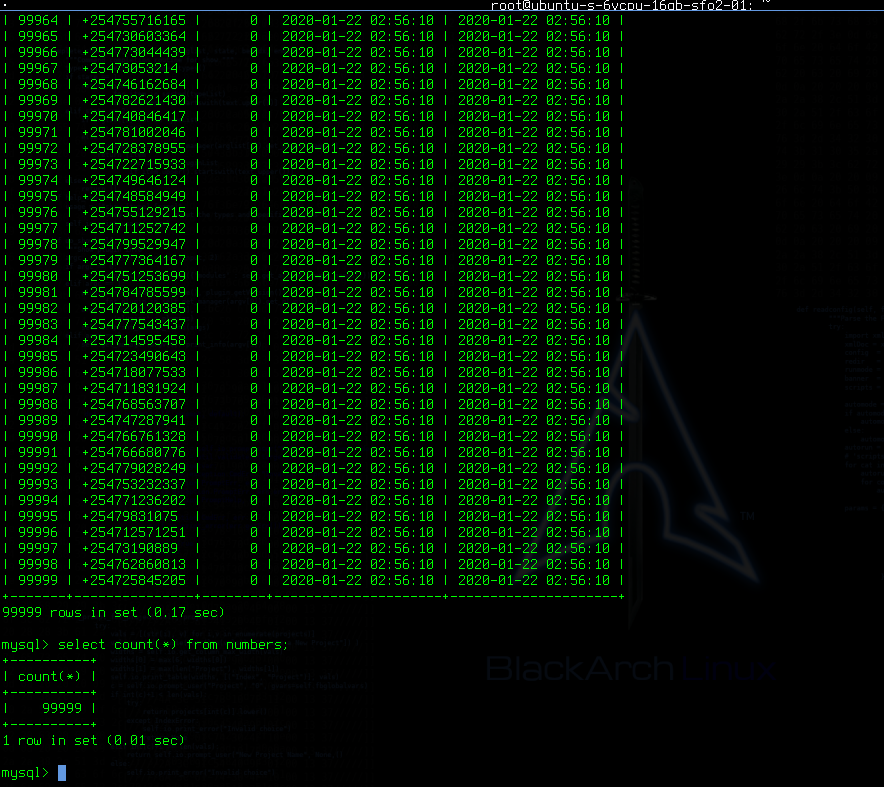 root@ubuntu-s-6vcpu-16gb-sfo2-01: ~
| 99964 | +254755716165 | 0 | 2020-01-22 02:56:10 | 2020-01-22 02:56:10 |
| 99965 | +254730603364 | 0 | 2020-01-22 02:56:10 | 2020-01-22 02:56:10 |
| 99966 | +254773044439 | 0 | 2020-01-22 02:56:10 | 2020-01-22 02:56:10 |
| 99967 | +25473053214 | 0 | 2020-01-22 02:56:10 | 2020-01-22 02:56:10 |
| 99968 | +254746162684 | 0 | 2020-01-22 02:56:10 | 2020-01-22 02:56:10 |
| 99969 | +254782621430 | 0 | 2020-01-22 02:56:10 | 2020-01-22 02:56:10 |
| 99970 | +254740846417 | 0 | 2020-01-22 02:56:10 | 2020-01-22 02:56:10 |
| 99971 | +254781002046 | 0 | 2020-01-22 02:56:10 | 2020-01-22 02:56:10 |
| 99972 | +254728378955 | 0 | 2020-01-22 02:56:10 | 2020-01-22 02:56:10 |
| 99973 | +254722715933 | 0 | 2020-01-22 02:56:10 | 2020-01-22 02:56:10 |
| 99974 | +254749646124 | 0 | 2020-01-22 02:56:10 | 2020-01-22 02:56:10 |
| 99975 | +254748584949 | 0 | 2020-01-22 02:56:10 | 2020-01-22 02:56:10 |
| 99976 | +254755129215 | 0 | 2020-01-22 02:56:10 | 2020-01-22 02:56:10 |
| 99977 | +254711252742 | 0 | 2020-01-22 02:56:10 | 2020-01-22 02:56:10 |
| 99978 | +254799529947 | 0 | 2020-01-22 02:56:10 | 2020-01-22 02:56:10 |
| 99979 | +254777364167 | 0 | 2020-01-22 02:56:10 | 2020-01-22 02:56:10 |
| 99980 | +254751253699 | 0 | 2020-01-22 02:56:10 | 2020-01-22 02:56:10 |
| 99981 | +254784785599 | 0 | 2020-01-22 02:56:10 | 2020-01-22 02:56:10 |
| 99982 | +254720120385 | 0 | 2020-01-22 02:56:10 | 2020-01-22 02:56:10 |
| 99983 | +254777543437 | 0 | 2020-01-22 02:56:10 | 2020-01-22 02:56:10 |
| 99984 | +254714595458 | 0 | 2020-01-22 02:56:10 | 2020-01-22 02:56:10 |
| 99985 | +254723490643 | 0 | 2020-01-22 02:56:10 | 2020-01-22 02:56:10 |
| 99986 | +254718077533 | 0 | 2020-01-22 02:56:10 | 2020-01-22 02:56:10 |
| 99987 | +254711831924 | 0 | 2020-01-22 02:56:10 | 2020-01-22 02:56:10 |
| 99988 | +254768563707 | 0 | 2020-01-22 02:56:10 | 2020-01-22 02:56:10 |
| 99989 | +254747287941 | 0 | 2020-01-22 02:56:10 | 2020-01-22 02:56:10 |
| 99990 | +254766761328 | 0 | 2020-01-22 02:56:10 | 2020-01-22 02:56:10 |
| 99991 | +254766680776 | 0 | 2020-01-22 02:56:10 | 2020-01-22 02:56:10 |
| 99992 | +254779028249 | 0 | 2020-01-22 02:56:10 | 2020-01-22 02:56:10 |
| 99993 | +254753232337 | 0 | 2020-01-22 02:56:10 | 2020-01-22 02:56:10 |
| 99994 | +254771236202 | 0 | 2020-01-22 02:56:10 | 2020-01-22 02:56:10 |
| 99995 | +25479831075 | 0 | 2020-01-22 02:56:10 | 2020-01-22 02:56:10 |
| 99996 | +254712571251 | 0 | 2020-01-22 02:56:10 | 2020-01-22 02:56:10 |
| 99997 | +25473190889 | 0 | 2020-01-22 02:56:10 | 2020-01-22 02:56:10 |
| 99998 | +254762860813 | 0 | 2020-01-22 02:56:10 | 2020-01-22 02:56:10 |
| 99999 | +254725845205 | 0 | 2020-01-22 02:56:10 | 2020-01-22 02:56:10 |
+-------+---------------+--------+---------------------+---------------------+
99999 rows in set (0.17 sec)
mysql> select count(*) from numbers;
+----------+
| count(*) |
+----------+
| 99999 |
+----------+
1 row in set (0.01 sec)
mysql>
BlackArch Linux
TM